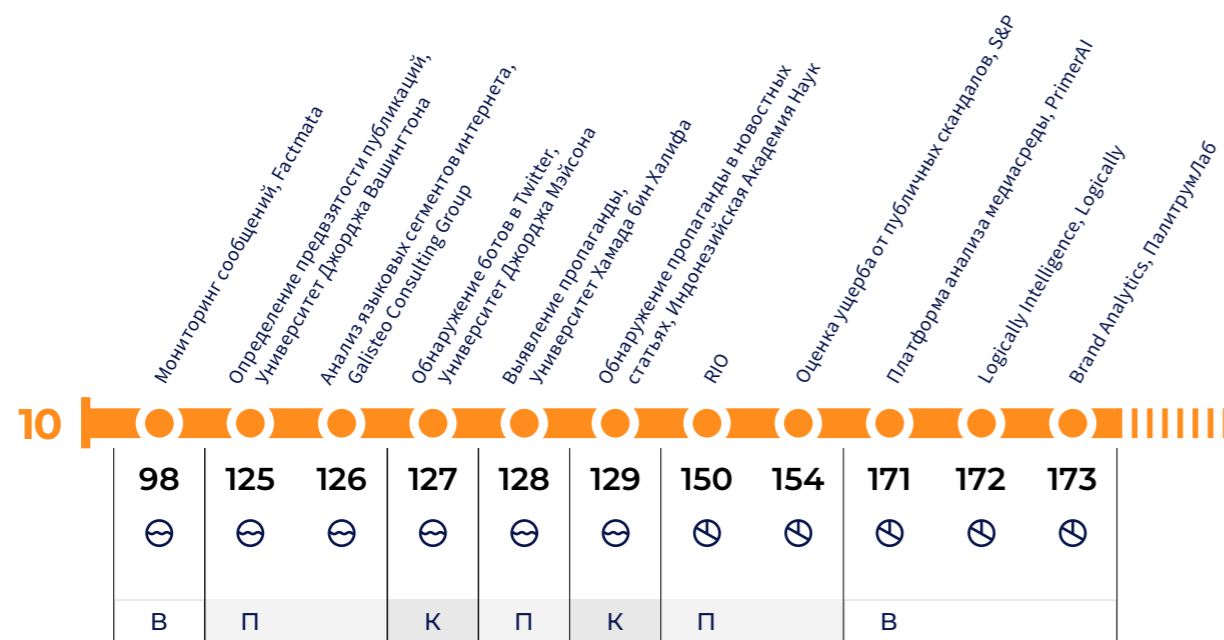 Мониторинг сообщений, Factmata
Определение предвзятости публикаций,
Университет Джорджа Вашингтона
Анализ языковых сегментов интернета,
Galisteo Consulting Group
Обнаружение ботов в Twitter,
Университет Джорджа Мэйсона
Выявление пропаганды,
Университет Хамада бин Халифа
Обнаружение пропаганды в новостных
статьях, Индонезийская Академия Наук
RIO
Оценка ущерба от публичных скандалов, S&P
Платформа анализа медиасреды, PrimerAI
Logically Intelligence, Logically
Brand Analytics, ПалитрумЛаб
10
98 125 126 127 128 129 150 154 171 172 173
В П К П К П В